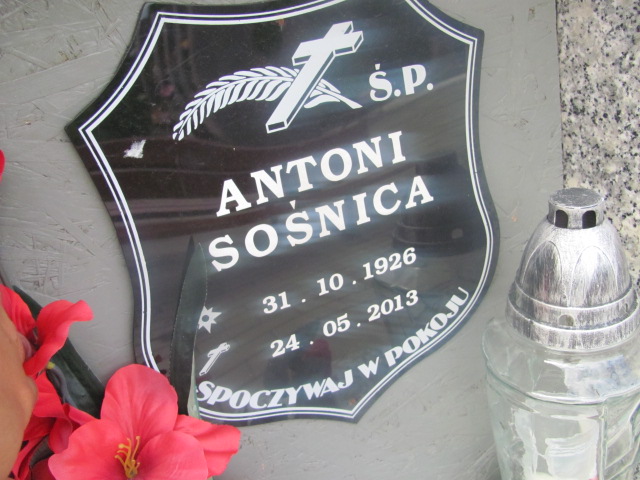 Ś.P.
ANTONI
SOŚNICA
31.10.1926
24.05.2013
SPOCZYWAJ W POKOJU